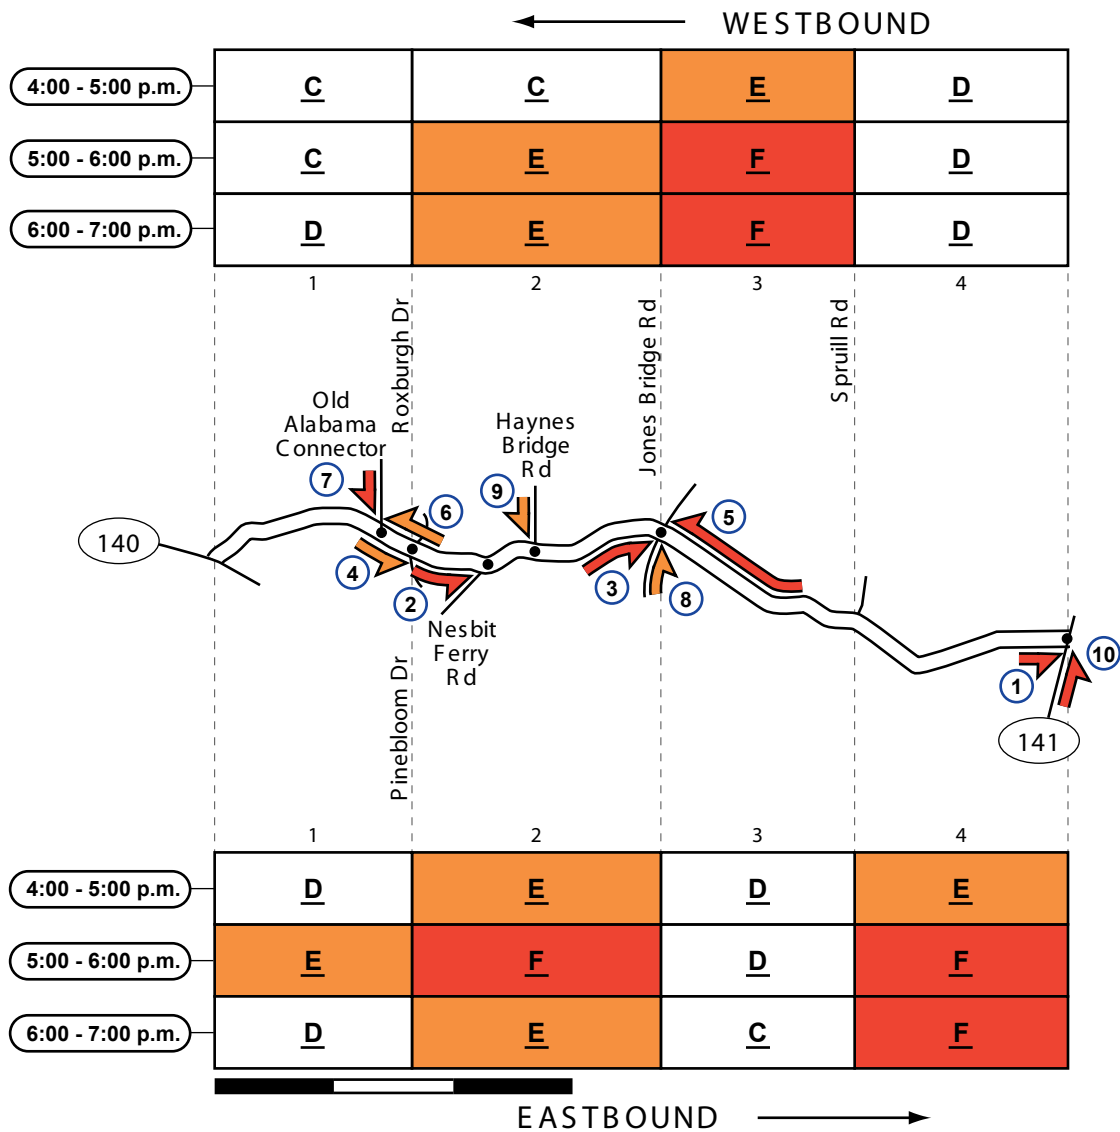 WESTBOUND
4:00 - 5:00 p.m. C C E D
5:00 - 6:00 p.m. C E F D
6:00 - 7:00 p.m. D E F D
1 2 3 4
Roxburgh Dr
Jones Bridge Rd
Spruill Rd
Old
Alabama
Connector
Haynes
Bridge
Rd
7
6
9
5
140
4
2
3
8
1
10
Nesbit
Ferry
Rd
Pinebloom Dr
141
1 2 3 4
4:00 - 5:00 p.m. D E D E
5:00 - 6:00 p.m. E F D F
6:00 - 7:00 p.m. D E C F
EASTBOUND